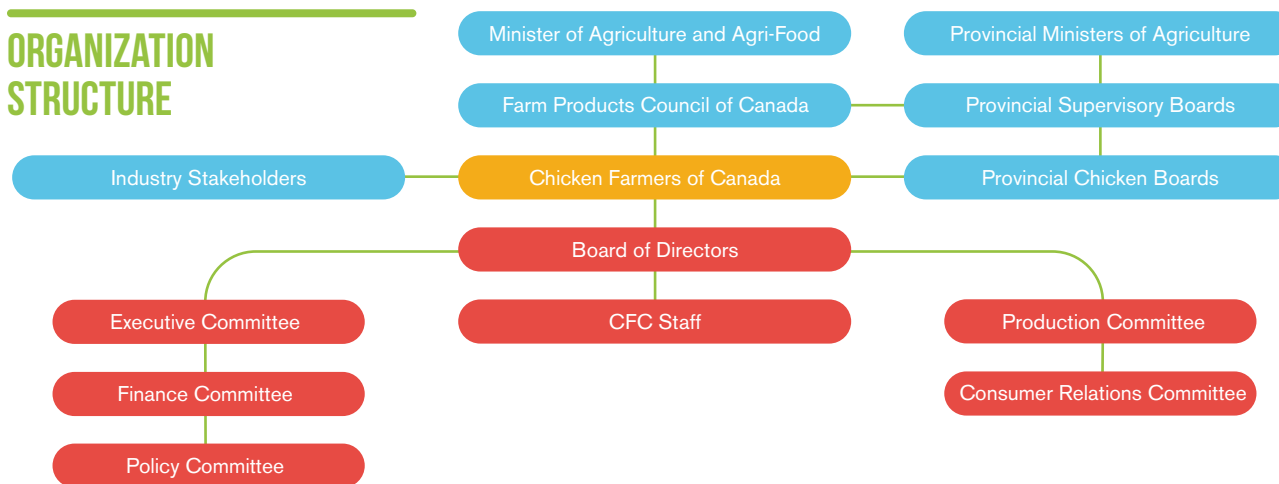 ORGANIZATION
STRUCTURE
Minister of Agriculture and Agri-Food
Provincial Ministers of Agriculture
Farm Products Council of Canada
Provincial Supervisory Boards
Industry Stakeholders
Chicken Farmers of Canada
Provincial Chicken Boards
Board of Directors
Executive Committee
CFC Staff
Production Committee
Finance Committee
Consumer Relations Committee
Policy Committee